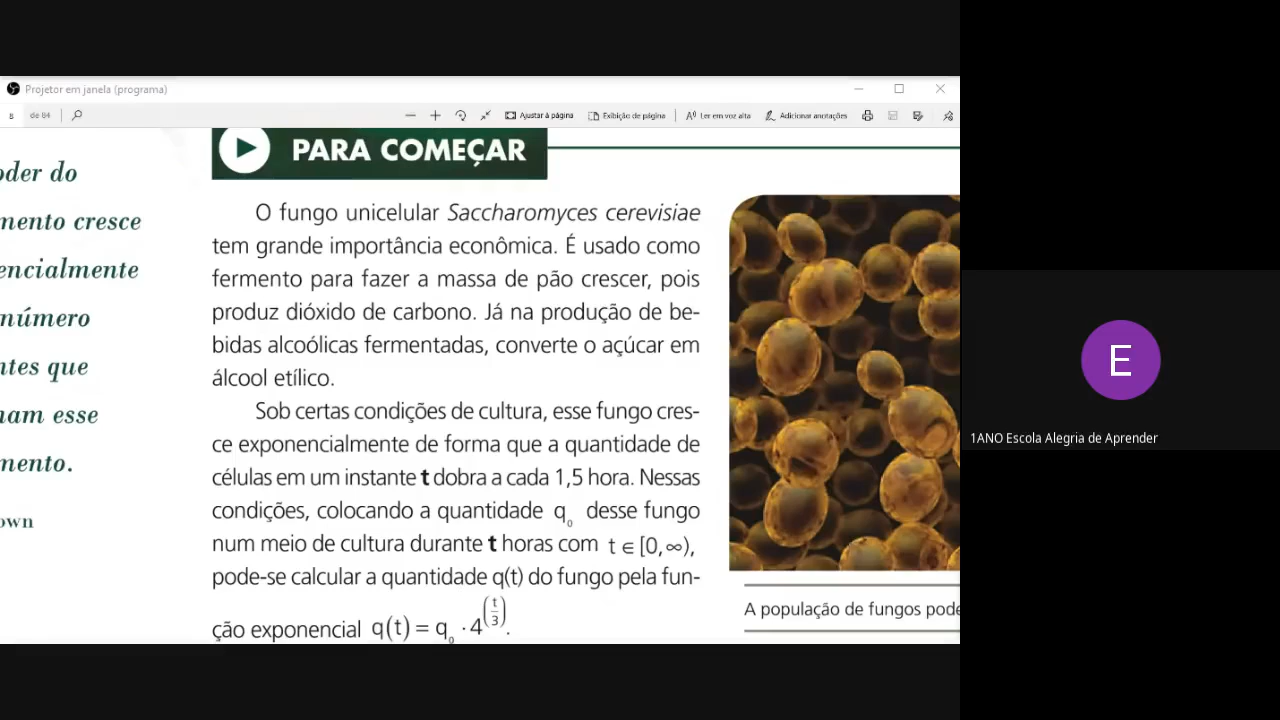 Projetor em janela (programa)
8 de 84
Ajustar à página
Exibição de página
Ler em voz alta
Adicionar anotações
oder do
mento cresce
encialmente
número
ntes que
nam esse
mento.
own
PARA COMEÇAR
O fungo unicelular Saccharomyces cerevisiae
tem grande importância econômica. É usado como
fermento para fazer a massa de pão crescer, pois
produz dióxido de carbono. Já na produção de be-
bidas alcoólicas fermentadas, converte o açúcar em
álcool etílico.
Sob certas condições de cultura, esse fungo cres-
ce exponencialmente de forma que a quantidade de
células em um instante t dobra a cada 1,5 hora. Nessas
condições, colocando a quantidade q₀ desse fungo
num meio de cultura durante t horas com t ∈ [0, ∞),
pode-se calcular a quantidade q(t) do fungo pela fun-
ção exponencial q(t) = q₀ · 4^(t/3).
A população de fungos pode
E
1ANO Escola Alegria de Aprender